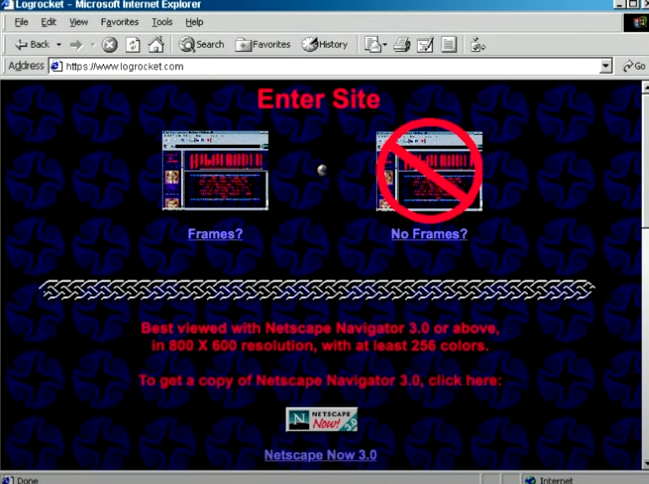 Logrocket - Microsoft Internet Explorer
File Edit View Favorites Tools Help
Back Search Favorites History
Address https://www.logrocket.com Go
Enter Site
Frames? No Frames?
Best viewed with Netscape Navigator 3.0 or above,
in 800 X 600 resolution, with at least 256 colors.
To get a copy of Netscape Navigator 3.0, click here:
N NETSCAPE
Now! 3.0
Netscape Now 3.0
Done Internet